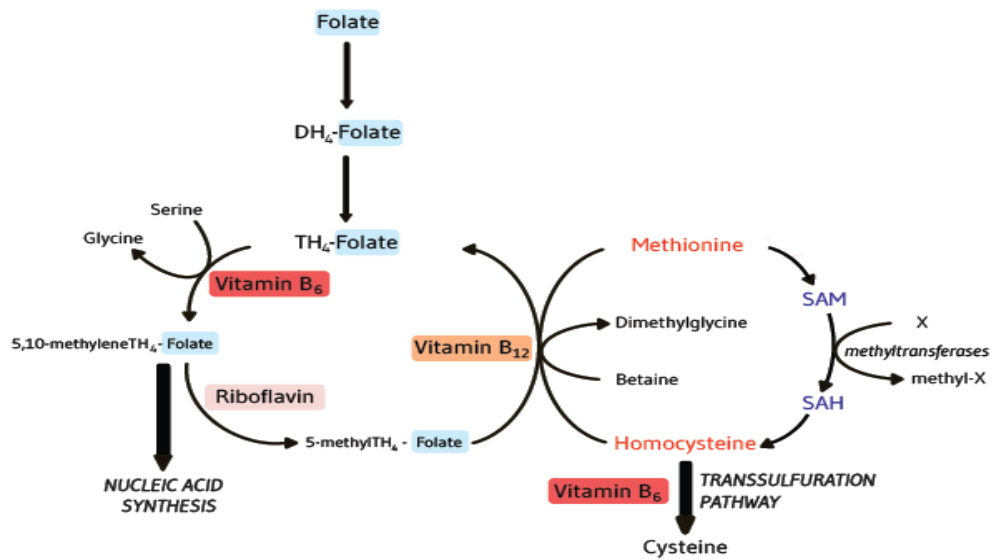 Folate
DH₄-Folate
Serine
Glycine
TH₄-Folate
Vitamin B₆
Methionine
SAM
5,10-methyleneTH₄-Folate
Vitamin B₁₂
Dimethylglycine
X
methyltransferases
Betaine
methyl-X
Riboflavin
SAH
5-methylTH₄ - Folate
Homocysteine
NUCLEIC ACID
SYNTHESIS
Vitamin B₆
TRANSSULFURATION
PATHWAY
Cysteine